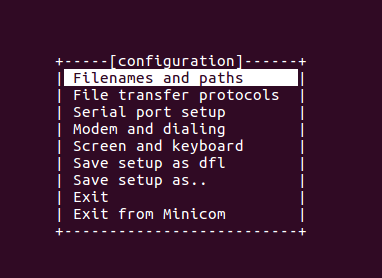 +-----[configuration]------+
| Filenames and paths      |
| File transfer protocols  |
| Serial port setup        |
| Modem and dialing        |
| Screen and keyboard      |
| Save setup as dfl        |
| Save setup as..          |
| Exit                     |
| Exit from Minicom        |
+--------------------------+